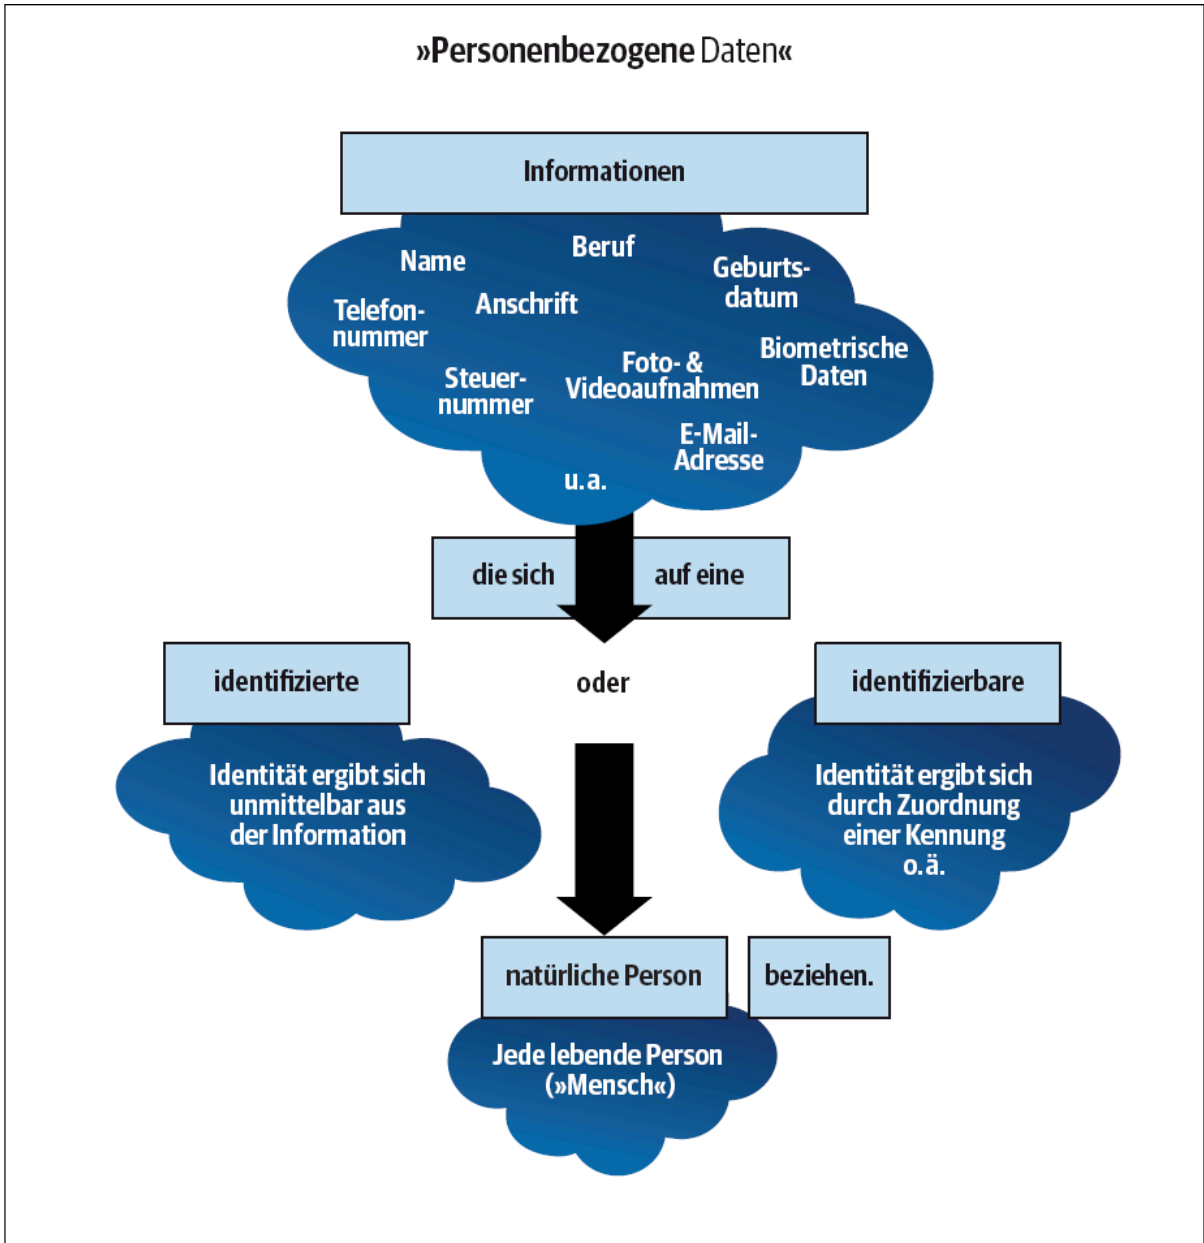 »Personenbezogene Daten«
Informationen
Name
Beruf
Geburts-
datum
Telefon-
nummer
Anschrift
Biometrische
Daten
Steuer-
nummer
Foto- &
Videoaufnahmen
E-Mail-
Adresse
u. a.
die sich
auf eine
identifizierte
oder
identifizierbare
Identität ergibt sich
unmittelbar aus
der Information
Identität ergibt sich
durch Zuordnung
einer Kennung
o. ä.
natürliche Person
beziehen.
Jede lebende Person
(»Mensch«)